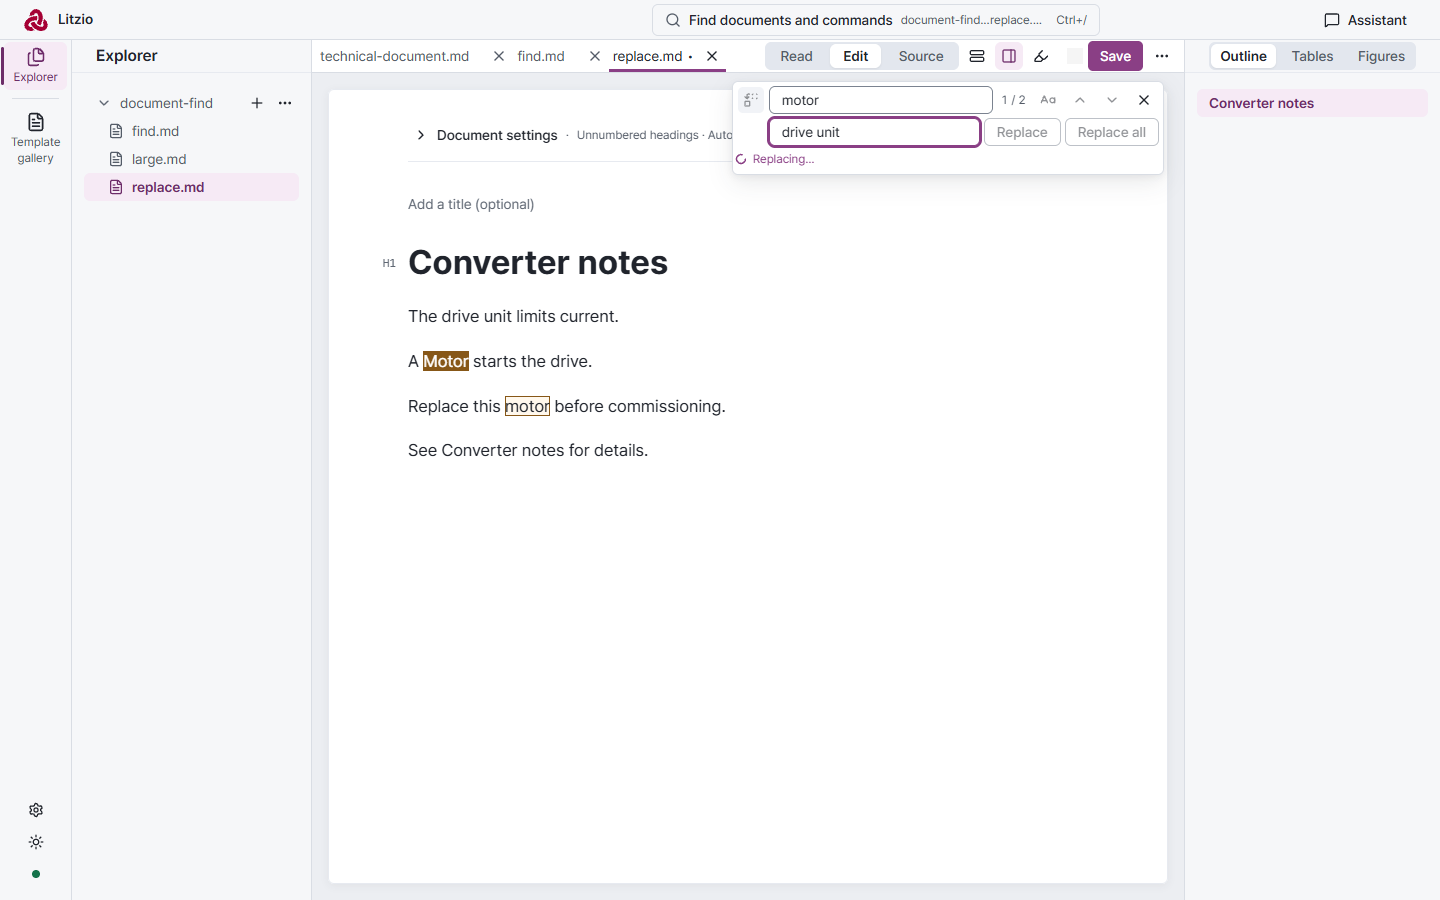 Litzio
Find documents and commands document-find...replace.... Ctrl+/
Assistant
Explorer
Template
gallery
Explorer
document-find
find.md
large.md
replace.md
technical-document.md
find.md
replace.md •
Read Edit Source
Save
motor
1 / 2 Aa
drive unit
Replace Replace all
Replacing...
Document settings · Unnumbered headings · Auto
Add a title (optional)
H1 Converter notes
The drive unit limits current.
A Motor starts the drive.
Replace this motor before commissioning.
See Converter notes for details.
Outline Tables Figures
Converter notes